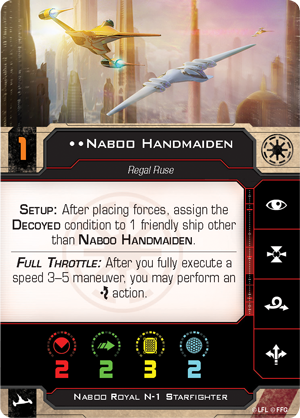 ••Naboo Handmaiden
1
Regal Ruse
Setup: After placing forces, assign the
Decoyed condition to 1 friendly ship other
than Naboo Handmaiden.
Full Throttle: After you fully execute a
speed 3–5 maneuver, you may perform an
action.
2 2 3 2
Naboo Royal N-1 Starfighter
©LFL ©FFG